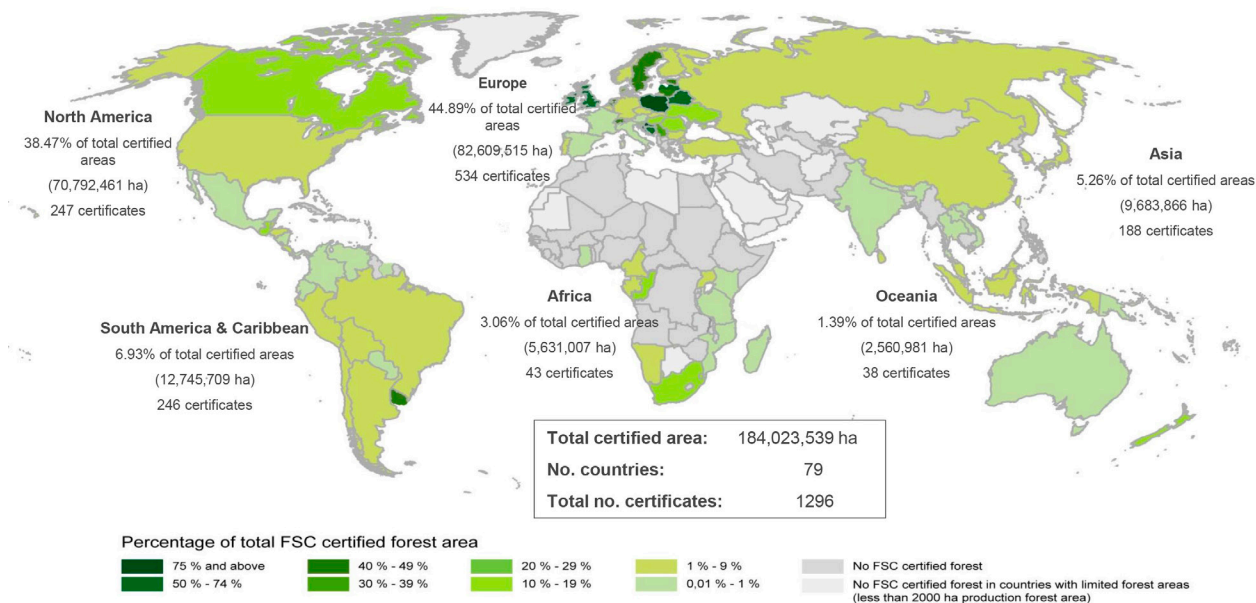 North America
38.47% of total certified
areas
(70,792,461 ha)
247 certificates
Europe
44.89% of total certified
areas
(82,609,515 ha)
534 certificates
Asia
5.26% of total certified areas
(9,683,866 ha)
188 certificates
South America & Caribbean
6.93% of total certified areas
(12,745,709 ha)
246 certificates
Africa
3.06% of total certified areas
(5,631,007 ha)
43 certificates
Oceania
1.39% of total certified areas
(2,560,981 ha)
38 certificates
Total certified area: 184,023,539 ha
No. countries: 79
Total no. certificates: 1296
Percentage of total FSC certified forest area
75 % and above
50 % - 74 %
40 % - 49 %
30 % - 39 %
20 % - 29 %
10 % - 19 %
1 % - 9 %
0,01 % - 1 %
No FSC certified forest
No FSC certified forest in countries with limited forest areas
(less than 2000 ha production forest area)